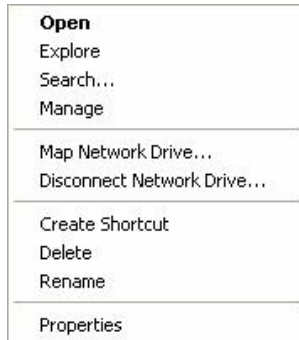 Open
Explore
Search...
Manage
Map Network Drive...
Disconnect Network Drive...
Create Shortcut
Delete
Rename
Properties